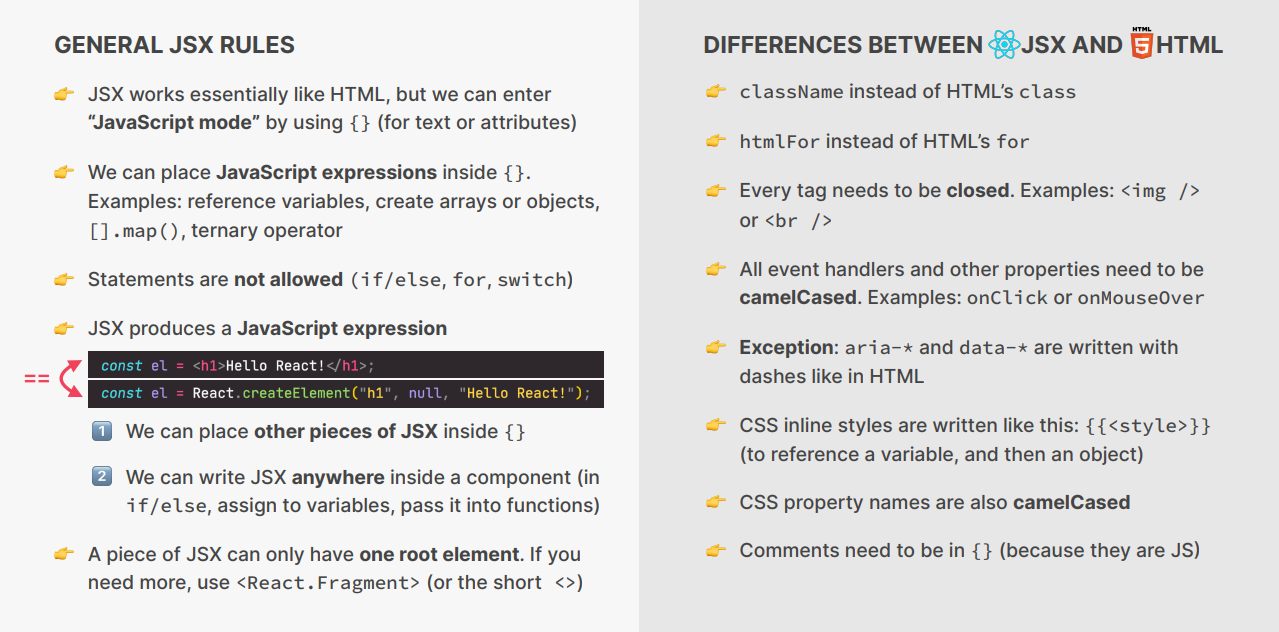 GENERAL JSX RULES
JSX works essentially like HTML, but we can enter
“JavaScript mode” by using {} (for text or attributes)
We can place JavaScript expressions inside {}.
Examples: reference variables, create arrays or objects,
[].map(), ternary operator
Statements are not allowed (if/else, for, switch)
JSX produces a JavaScript expression
==
const el = <h1>Hello React!</h1>;
const el = React.createElement("h1", null, "Hello React!");
1 We can place other pieces of JSX inside {}
2 We can write JSX anywhere inside a component (in
if/else, assign to variables, pass it into functions)
A piece of JSX can only have one root element. If you
need more, use <React.Fragment> (or the short <>)
DIFFERENCES BETWEEN JSX AND HTML 5 HTML
className instead of HTML’s class
htmlFor instead of HTML’s for
Every tag needs to be closed. Examples: <img />
or <br />
All event handlers and other properties need to be
camelCased. Examples: onClick or onMouseOver
Exception: aria-* and data-* are written with
dashes like in HTML
CSS inline styles are written like this: {{<style>}}
(to reference a variable, and then an object)
CSS property names are also camelCased
Comments need to be in {} (because they are JS)